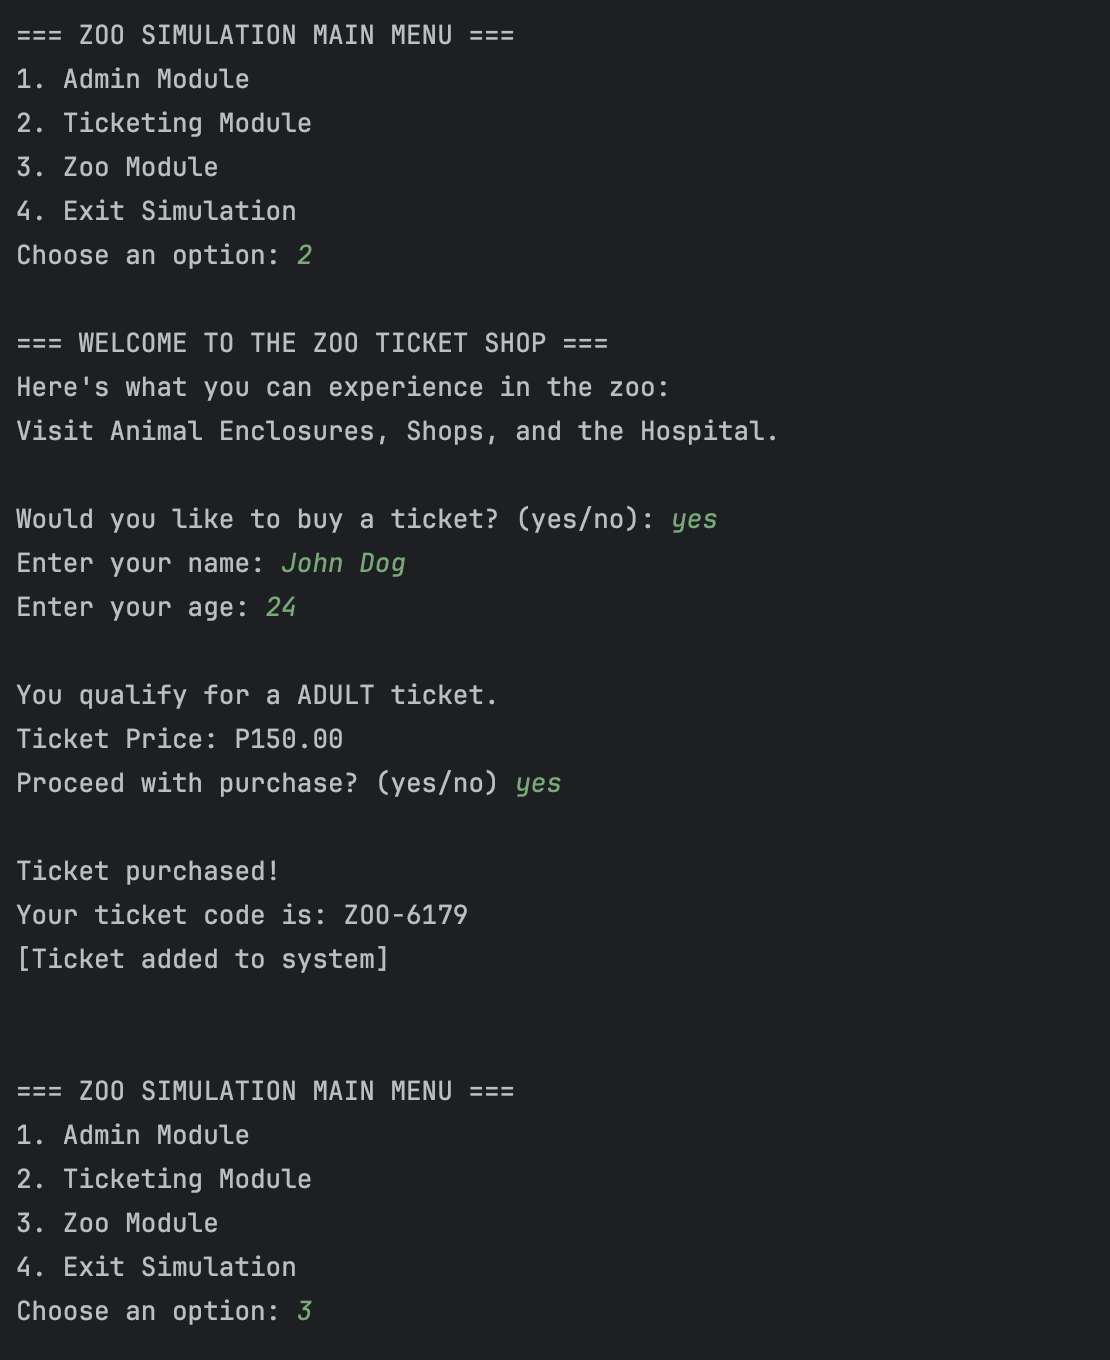 === ZOO SIMULATION MAIN MENU ===
1. Admin Module
2. Ticketing Module
3. Zoo Module
4. Exit Simulation
Choose an option: 2
=== WELCOME TO THE ZOO TICKET SHOP ===
Here's what you can experience in the zoo:
Visit Animal Enclosures, Shops, and the Hospital.
Would you like to buy a ticket? (yes/no): yes
Enter your name: John Dog
Enter your age: 24
You qualify for a ADULT ticket.
Ticket Price: P150.00
Proceed with purchase? (yes/no) yes
Ticket purchased!
Your ticket code is: ZOO-6179
[Ticket added to system]
=== ZOO SIMULATION MAIN MENU ===
1. Admin Module
2. Ticketing Module
3. Zoo Module
4. Exit Simulation
Choose an option: 3